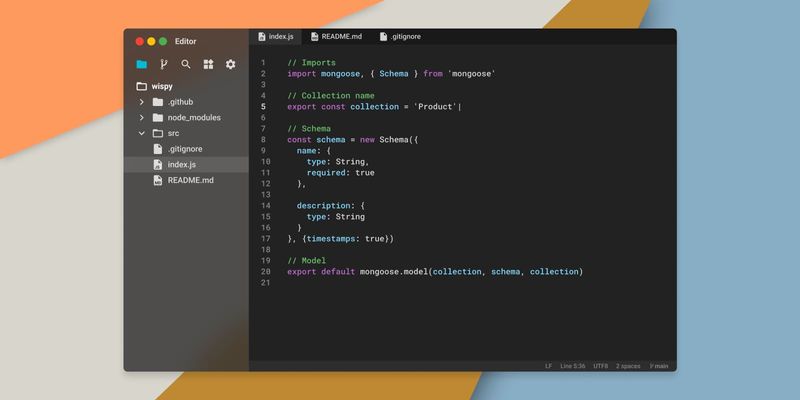 Editor
wispy
.github
node_modules
src
.gitignore
index.js
README.md
index.js README.md .gitignore
1 // Imports
2 import mongoose, { Schema } from 'mongoose'
3
4 // Collection name
5 export const collection = 'Product'
6
7 // Schema
8 const schema = new Schema({
9   name: {
10     type: String,
11     required: true
12   },
13
14   description: {
15     type: String
16   }
17 }, {timestamps: true})
18
19 // Model
20 export default mongoose.model(collection, schema, collection)
21
LF Line 5:36 UTF8 2 spaces main